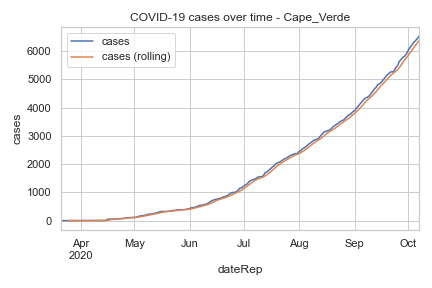 COVID-19 cases over time - Cape_Verde
cases
cases (rolling)
6000
5000
4000
3000
2000
1000
0
cases
Apr May Jun Jul Aug Sep Oct
2020
dateRep